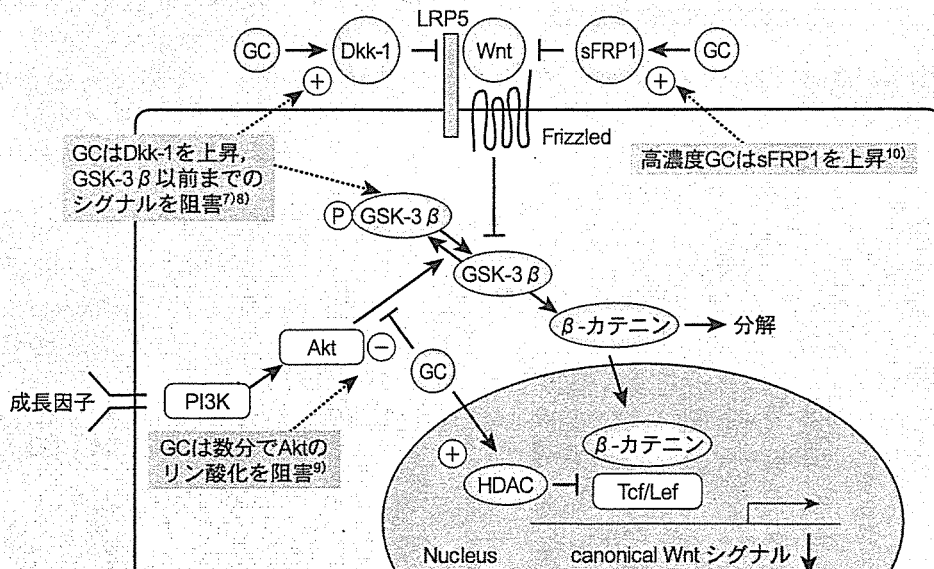 LRP5
GC
Dkk-1
Wnt
sFRP1
GC
+
+
Frizzled
GCはDkk-1を上昇,
GSK-3β以前までの
シグナルを阻害7)8)
高濃度GCはsFRP1を上昇10)
P
GSK-3β
GSK-3β
β-カテニン
分解
Akt
−
GC
成長因子
PI3K
GCは数分でAktの
リン酸化を阻害9)
+
β-カテニン
HDAC
Tcf/Lef
Nucleus
canonical Wnt シグナル